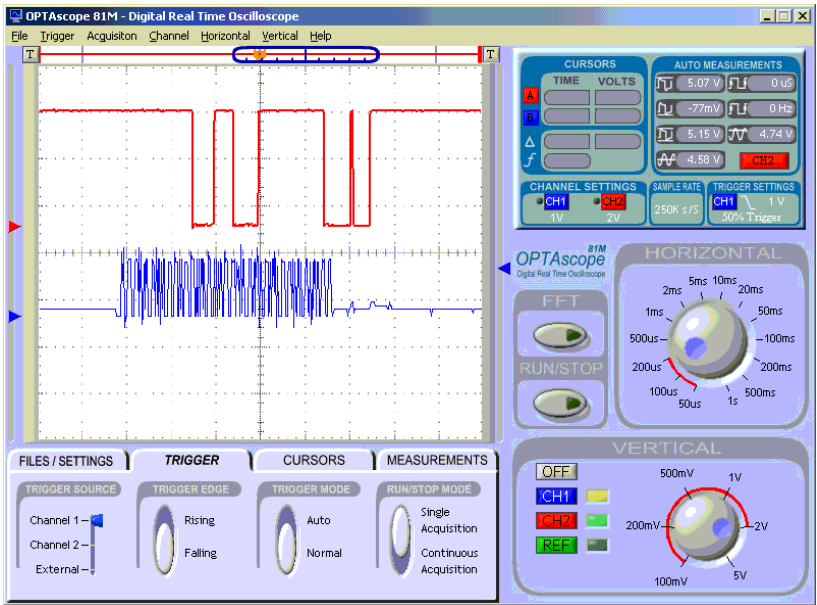 OPTAscope 81M - Digital Real Time Oscilloscope
File Trigger Acquisiton Channel Horizontal Vertical Help
T T
CURSORS
TIME VOLTS
A
B
Δ
f
AUTO MEASUREMENTS
5.07 V 0 uS
-77mV 0 Hz
5.15 V 4.74 V
4.58 V CH2
CHANNEL SETTINGS
CH1 CH2
1V 2V
SAMPLE RATE
250K s/S
TRIGGER SETTINGS
CH1 1 V
50% Trigger
81M
OPTAscope
Digital Real Time Oscilloscope
FFT
RUN/STOP
HORIZONTAL
5ms 10ms
2ms 20ms
1ms 50ms
500us 100ms
200us 200ms
100us 500ms
50us 1s
FILES / SETTINGS TRIGGER CURSORS MEASUREMENTS
TRIGGER SOURCE
Channel 1
Channel 2
External
TRIGGER EDGE
Rising
Falling
TRIGGER MODE
Auto
Normal
RUN/STOP MODE
Single
Acquisition
Continuous
Acquisition
VERTICAL
OFF
CH1
CH2
REF
500mV 1V
200mV 2V
100mV 5V